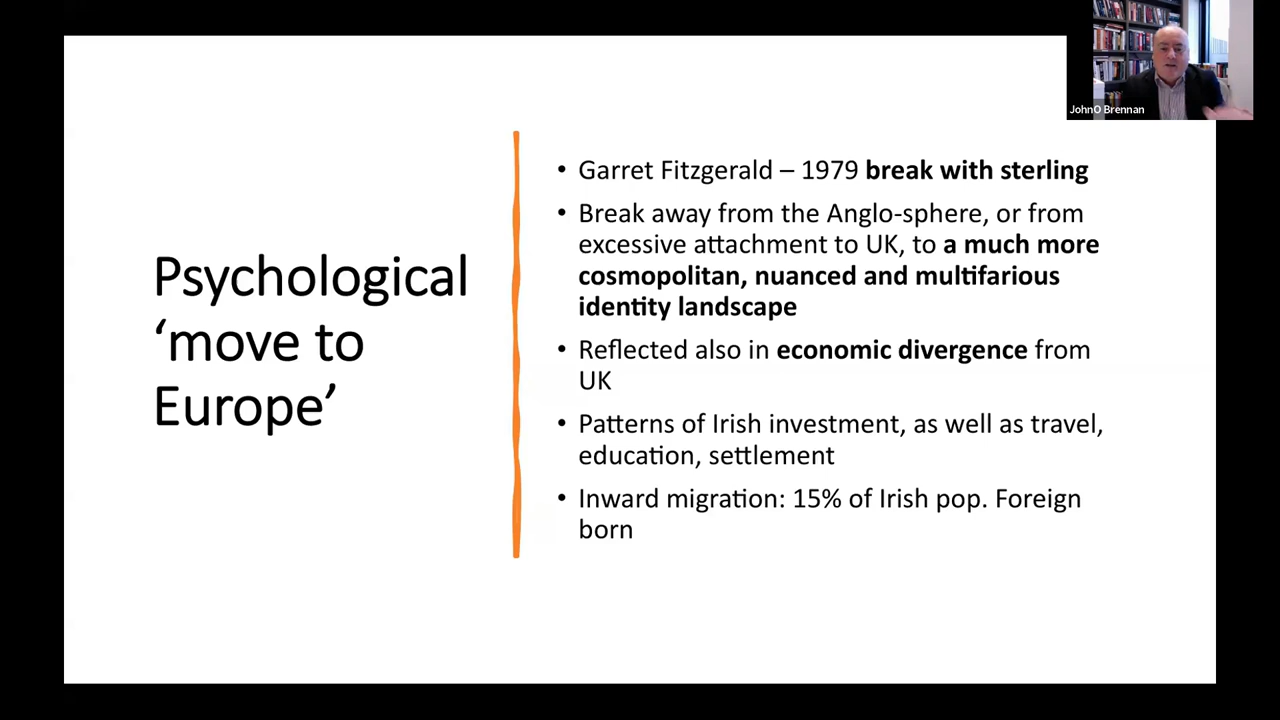 JohnO Brennan
Psychological
‘move to
Europe’
• Garret Fitzgerald – 1979 break with sterling
• Break away from the Anglo-sphere, or from
excessive attachment to UK, to a much more
cosmopolitan, nuanced and multifarious
identity landscape
• Reflected also in economic divergence from
UK
• Patterns of Irish investment, as well as travel,
education, settlement
• Inward migration: 15% of Irish pop. Foreign
born